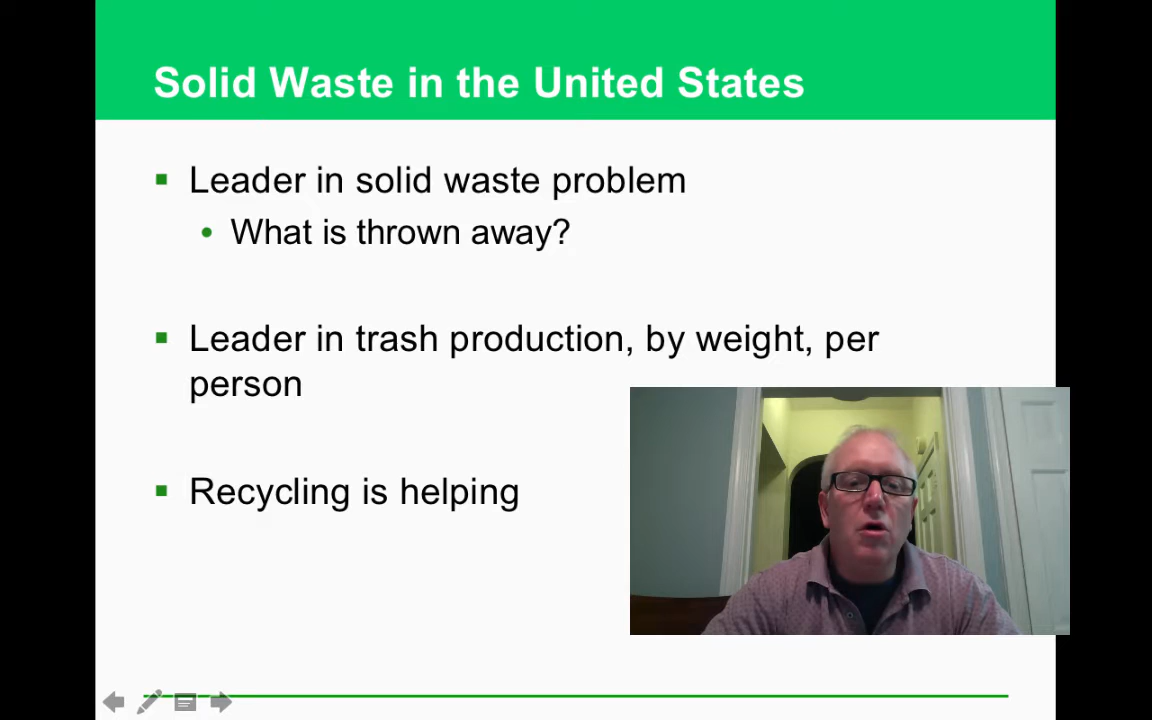 Solid Waste in the United States
Leader in solid waste problem
What is thrown away?
Leader in trash production, by weight, per
person
Recycling is helping